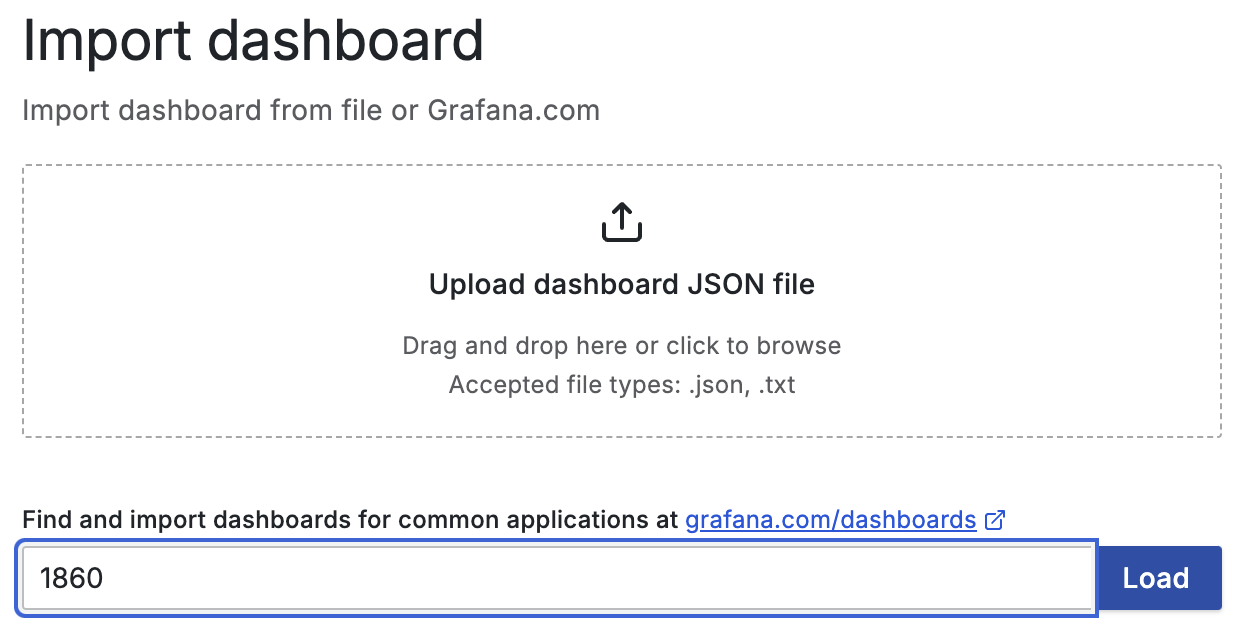 Import dashboard
Import dashboard from file or Grafana.com
Upload dashboard JSON file
Drag and drop here or click to browse
Accepted file types: .json, .txt
Find and import dashboards for common applications at grafana.com/dashboards
1860
Load